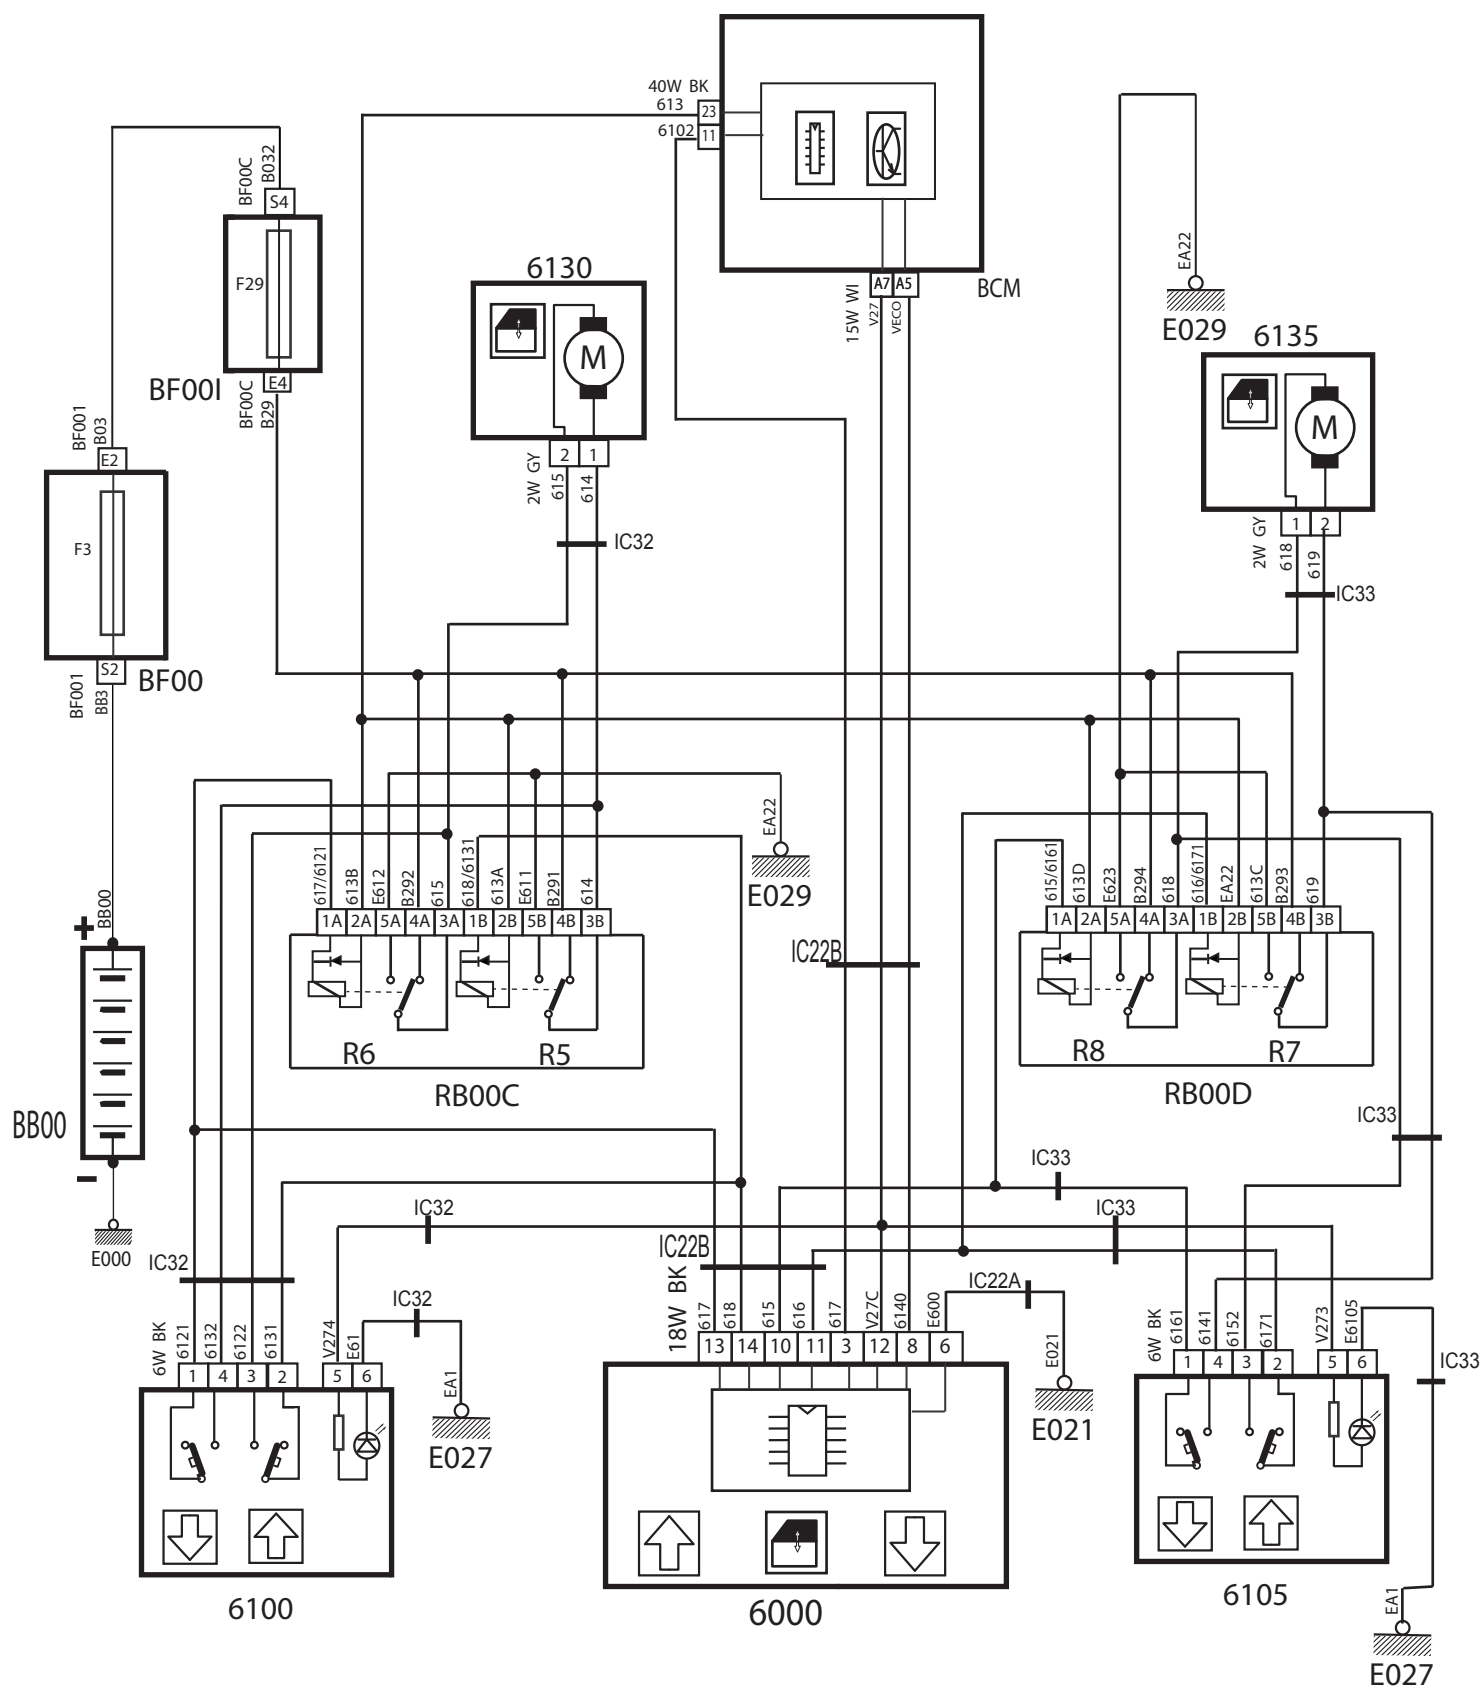 40W BK
613
23
6102
11
BCM
15W WI
V27
VECO
A7
A5
BF00C
B032
S4
F29
BF00I
E4
BF00C
B29
BF001
B03
E2
F3
S2
BF00
BF001
BB3
BB00
+
BB00
-
E000
6130
M
2
1
2W GY
615
614
IC32
EA22
E029
6135
M
1
2
2W GY
618
619
IC33
EA22
E029
617/6121
613B
E612
B292
615
618/6131
613A
E611
B291
614
1A
2A
5A
4A
3A
1B
2B
5B
4B
3B
R6
R5
RB00C
IC22B
615/6161
613D
E623
B294
618
616/6171
EA22
613C
B293
619
1A
2A
5A
4A
3A
1B
2B
5B
4B
3B
R8
R7
RB00D
IC33
IC33
IC33
IC32
IC32
IC32
IC22B
IC22A
6W BK
6121
6132
6122
6131
V274
E61
1
4
3
2
5
6
EA1
E027
6100
18W BK
617
618
615
616
617
V27C
6140
E600
13
14
10
11
3
12
8
6
E021
E021
6000
6W BK
6161
6141
6152
6171
V273
E6105
1
4
3
2
5
6
IC33
6105
EA1
E027